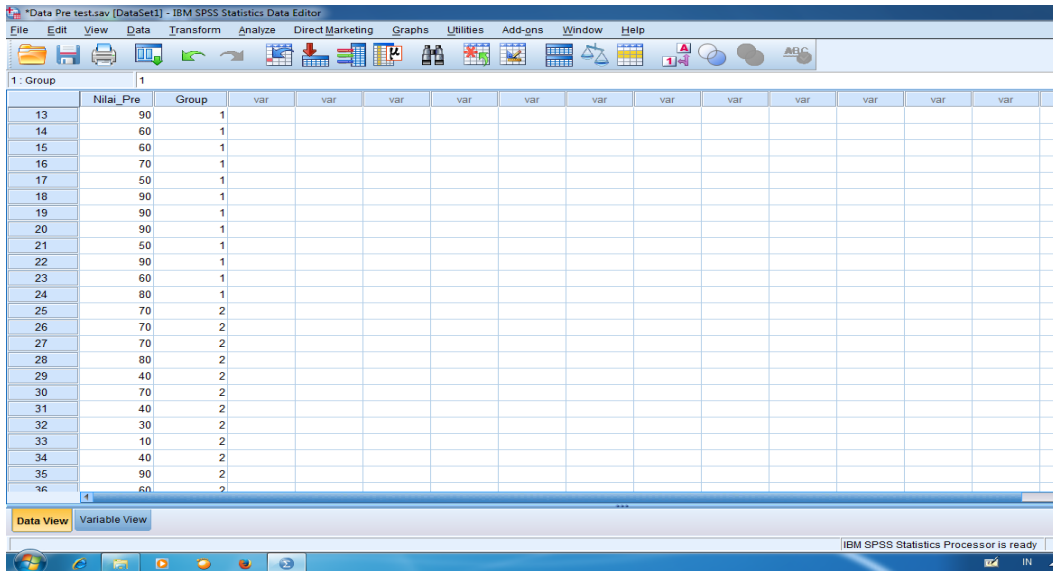 *Data Pre test.sav [DataSet1] - IBM SPSS Statistics Data Editor
File Edit View Data Transform Analyze Direct Marketing Graphs Utilities Add-ons Window Help
1 : Group 1
Nilai_Pre Group var var var var var var var var var var var
13 90 1
14 60 1
15 60 1
16 70 1
17 50 1
18 90 1
19 90 1
20 90 1
21 50 1
22 90 1
23 60 1
24 80 1
25 70 2
26 70 2
27 70 2
28 80 2
29 40 2
30 70 2
31 40 2
32 30 2
33 10 2
34 40 2
35 90 2
36 60 2
Data View Variable View
IBM SPSS Statistics Processor is ready
IN